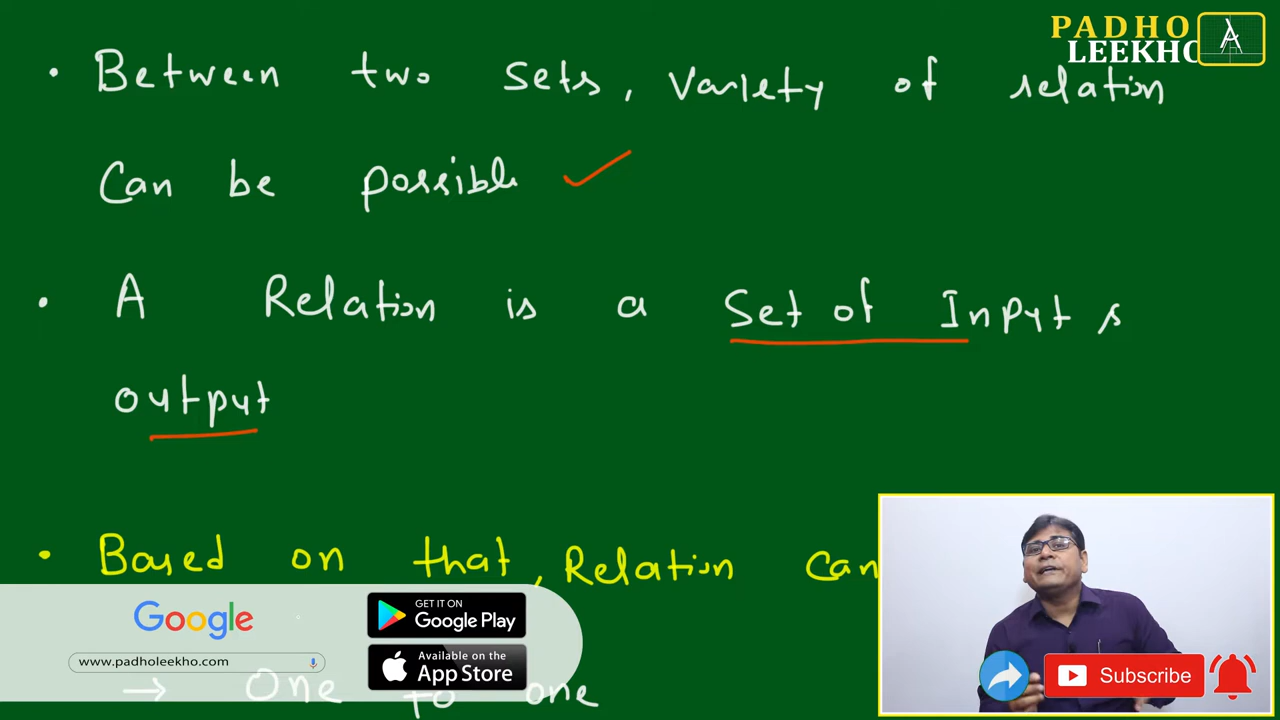 PADHO
LEEKHO
• Between two sets, variety of relation
Can be possible ✓
• A Relation is a Set of Input s
output
• Based on that, Relation can
Google
www.padholeekho.com
GET IT ON
Google Play
Available on the
App Store
→ One to one
Subscribe